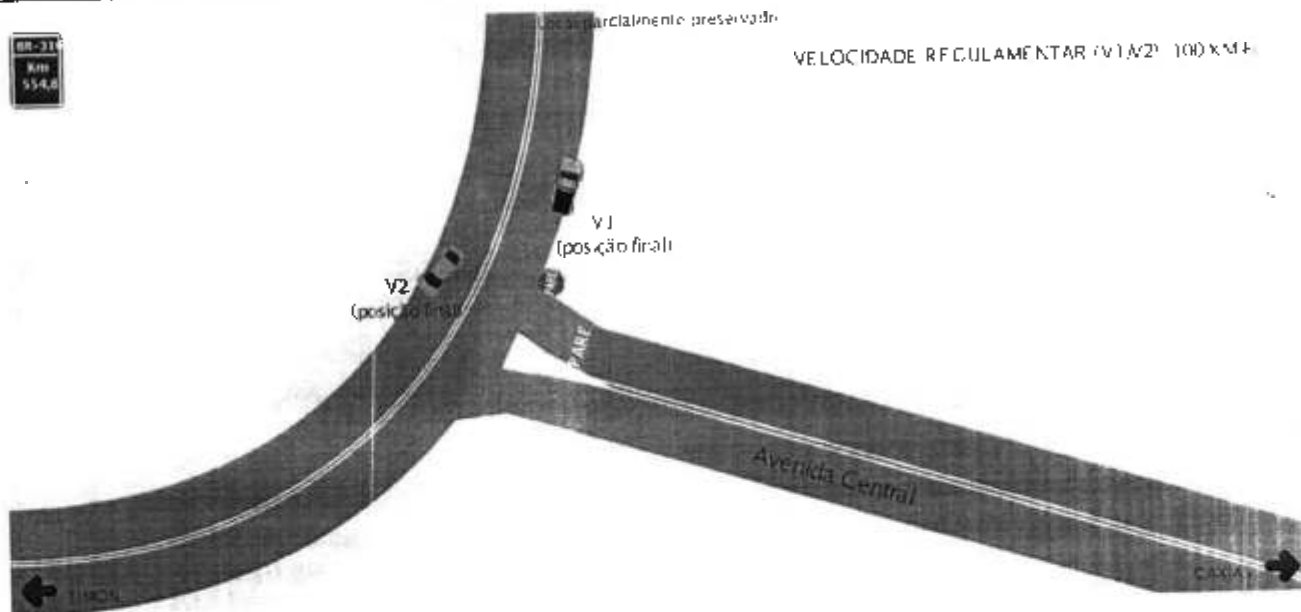 Local parcialmente preservado
BR-316
Km
554,8
VELOCIDADE REGULAMENTAR (V1/V2): 100 KM/H
V1
(posição final)
V2
(posição final)
PARE
PARE
Avenida Central
TIMON
CAXIAS